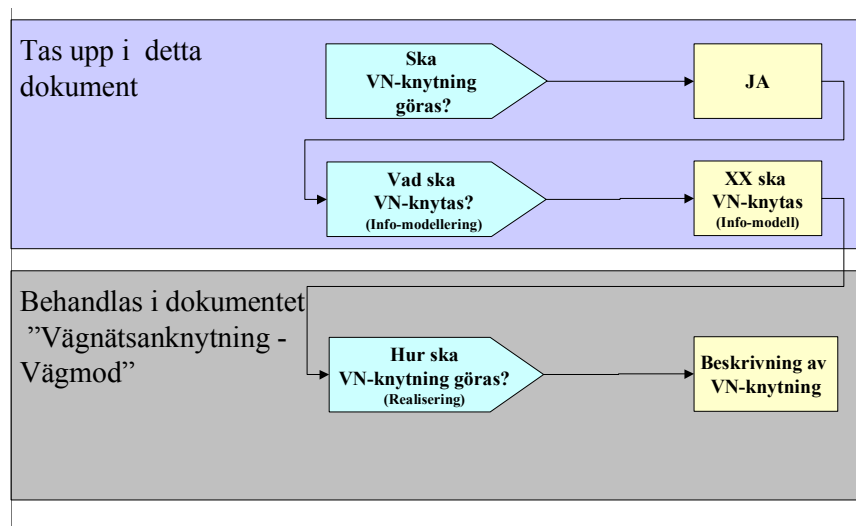 Tas upp i detta
dokument
Ska
VN-knytning
göras?
JA
Vad ska
VN-knytas?
(Info-modellering)
XX ska
VN-knytas
(Info-modell)
Behandlas i dokumentet
”Vägnätsanknytning -
Vägmod”
Hur ska
VN-knytning göras?
(Realisering)
Beskrivning av
VN-knytning